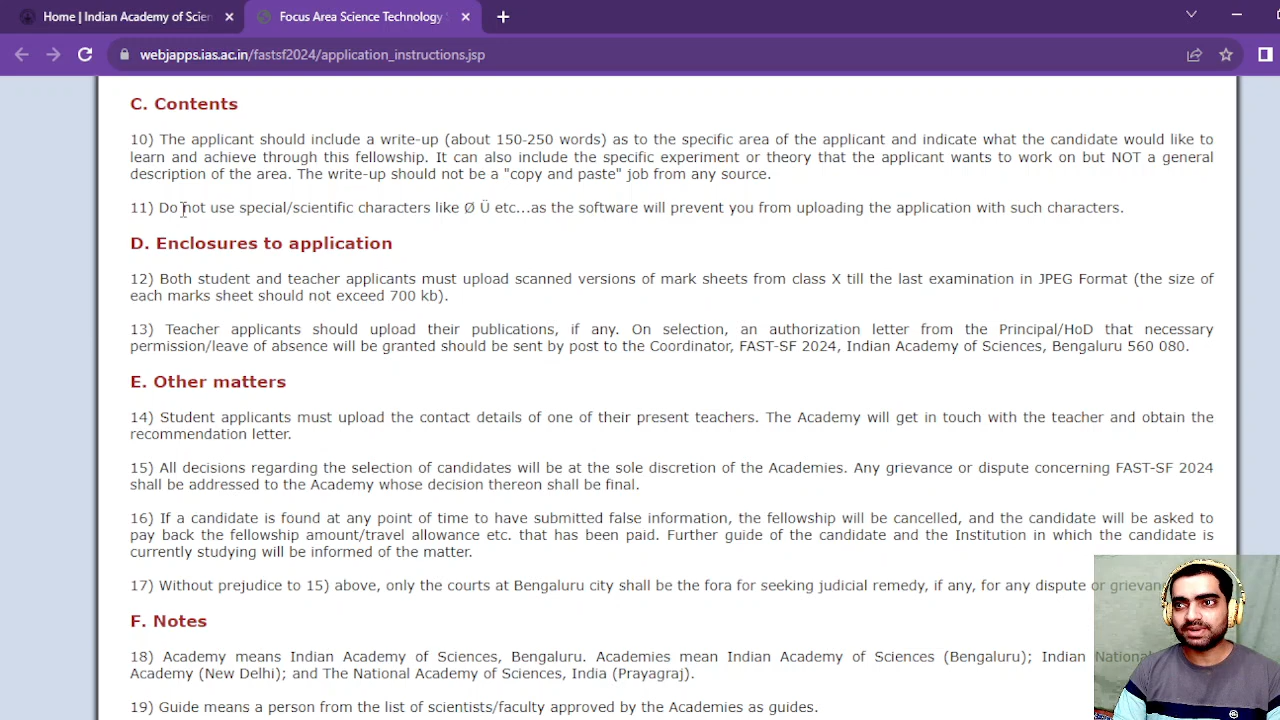 Home | Indian Academy of Scien
Focus Area Science Technology
webjapps.ias.ac.in/fastsf2024/application_instructions.jsp
C. Contents
10) The applicant should include a write-up (about 150-250 words) as to the specific area of the applicant and indicate what the candidate would like to
learn and achieve through this fellowship. It can also include the specific experiment or theory that the applicant wants to work on but NOT a general
description of the area. The write-up should not be a "copy and paste" job from any source.
11) Do not use special/scientific characters like Ø Ü etc...as the software will prevent you from uploading the application with such characters.
D. Enclosures to application
12) Both student and teacher applicants must upload scanned versions of mark sheets from class X till the last examination in JPEG Format (the size of
each marks sheet should not exceed 700 kb).
13) Teacher applicants should upload their publications, if any. On selection, an authorization letter from the Principal/HoD that necessary
permission/leave of absence will be granted should be sent by post to the Coordinator, FAST-SF 2024, Indian Academy of Sciences, Bengaluru 560 080.
E. Other matters
14) Student applicants must upload the contact details of one of their present teachers. The Academy will get in touch with the teacher and obtain the
recommendation letter.
15) All decisions regarding the selection of candidates will be at the sole discretion of the Academies. Any grievance or dispute concerning FAST-SF 2024
shall be addressed to the Academy whose decision thereon shall be final.
16) If a candidate is found at any point of time to have submitted false information, the fellowship will be cancelled, and the candidate will be asked to
pay back the fellowship amount/travel allowance etc. that has been paid. Further guide of the candidate and the Institution in which the candidate is
currently studying will be informed of the matter.
17) Without prejudice to 15) above, only the courts at Bengaluru city shall be the fora for seeking judicial remedy, if any, for any dispute or grievan
F. Notes
18) Academy means Indian Academy of Sciences, Bengaluru. Academies mean Indian Academy of Sciences (Bengaluru); Indian National
Academy (New Delhi); and The National Academy of Sciences, India (Prayagraj).
19) Guide means a person from the list of scientists/faculty approved by the Academies as guides.